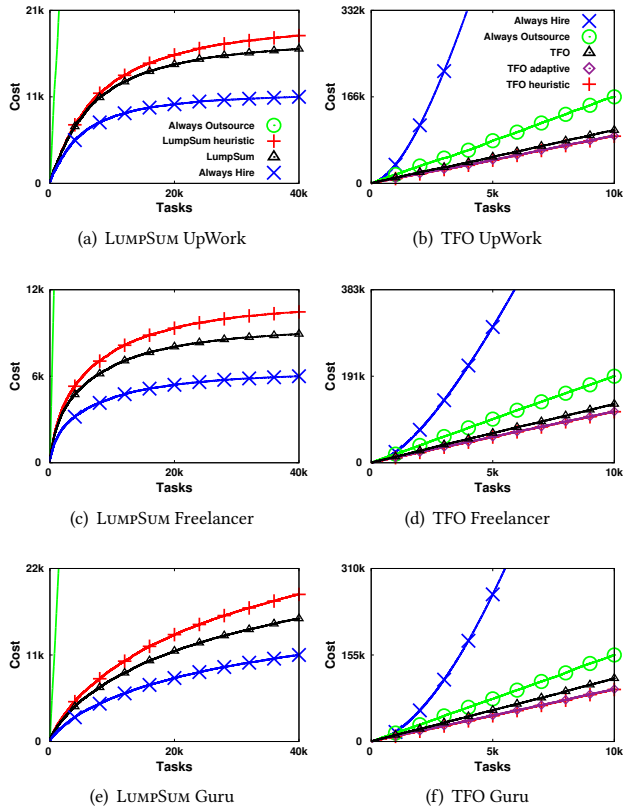 21k
11k
0
Cost
Always Outsource
LumpSum heuristic
LumpSum
Always Hire
0
20k
40k
Tasks
(a) LumpSum UpWork
332k
166k
0
Cost
Always Hire
Always Outsource
TFO
TFO adaptive
TFO heuristic
0
5k
10k
Tasks
(b) TFO UpWork
12k
6k
0
Cost
0
20k
40k
Tasks
(c) LumpSum Freelancer
383k
191k
0
Cost
0
5k
10k
Tasks
(d) TFO Freelancer
22k
11k
0
Cost
0
20k
40k
Tasks
(e) LumpSum Guru
310k
155k
0
Cost
0
5k
10k
Tasks
(f) TFO Guru